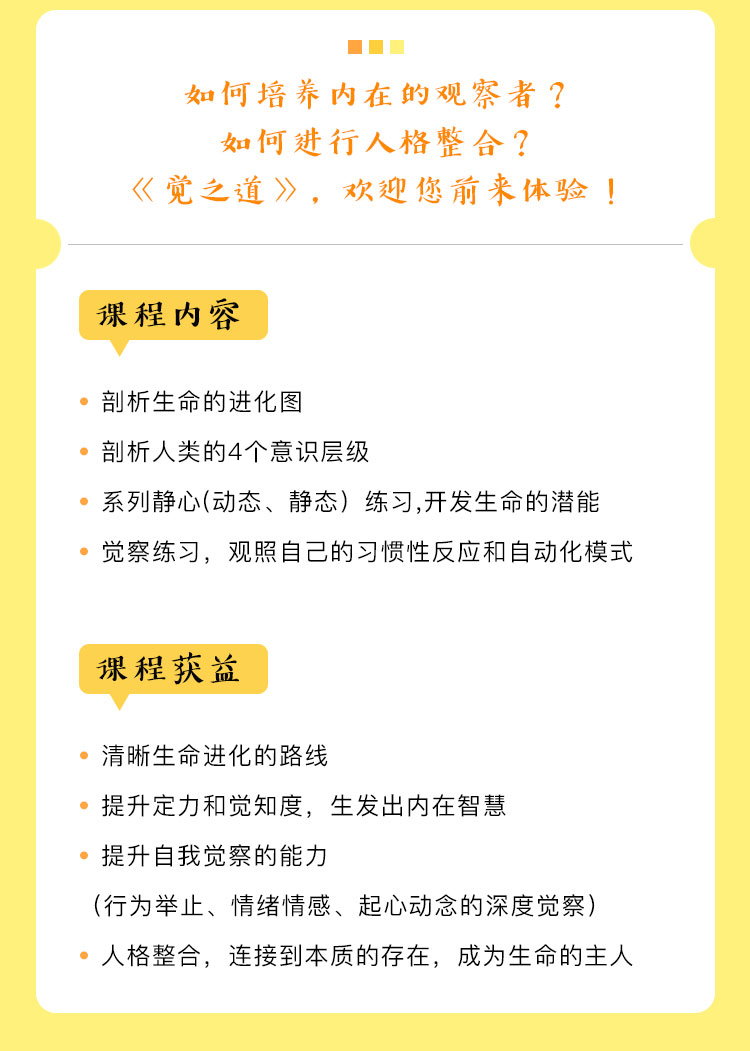 如何培养内在的观察者？
如何进行人格整合？
《觉之道》，欢迎您前来体验！
课程内容
剖析生命的进化图
剖析人类的4个意识层级
系列静心(动态、静态）练习,开发生命的潜能
觉察练习，观照自己的习惯性反应和自动化模式
课程获益
清晰生命进化的路线
提升定力和觉知度，生发出内在智慧
提升自我觉察的能力
（行为举止、情绪情感、起心动念的深度觉察）
人格整合，连接到本质的存在，成为生命的主人